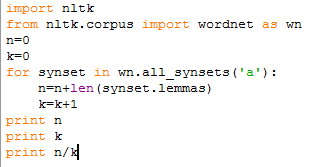 import nltk
from nltk.corpus import wordnet as wn
n=0
k=0
for synset in wn.all_synsets('a'):
    n=n+len(synset.lemmas)
    k=k+1
print n
print k
print n/k